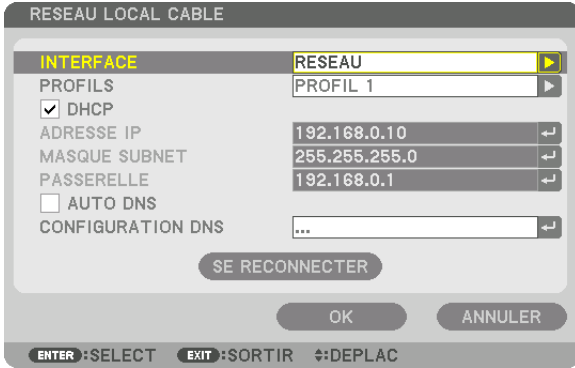 RESEAU LOCAL CABLE
INTERFACE RESEAU
PROFILS PROFIL 1
DHCP
ADRESSE IP 192.168.0.10
MASQUE SUBNET 255.255.255.0
PASSERELLE 192.168.0.1
AUTO DNS
CONFIGURATION DNS ...
SE RECONNECTER
OK ANNULER
ENTER :SELECT EXIT :SORTIR :DEPLAC